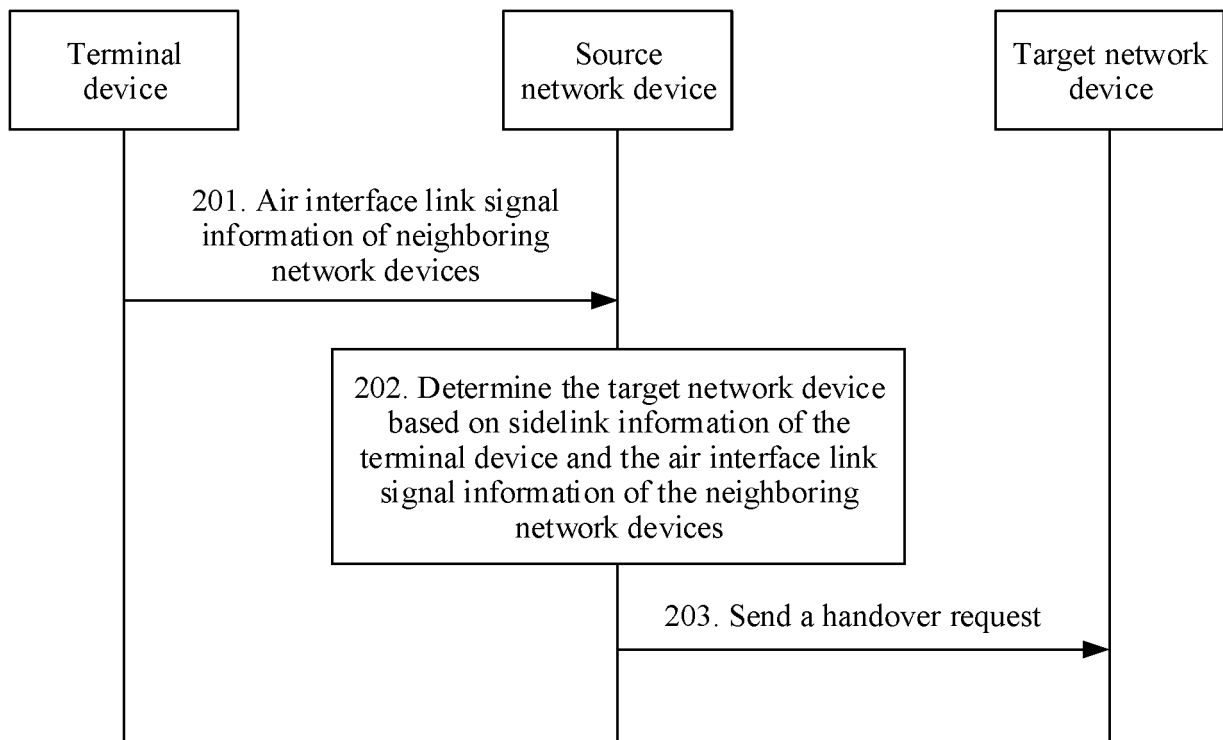 Terminal
device
Source
network device
Target network
device
201. Air interface link signal
information of neighboring
network devices
202. Determine the target network device
based on sidelink information of the
terminal device and the air interface link
signal information of the neighboring
network devices
203. Send a handover request